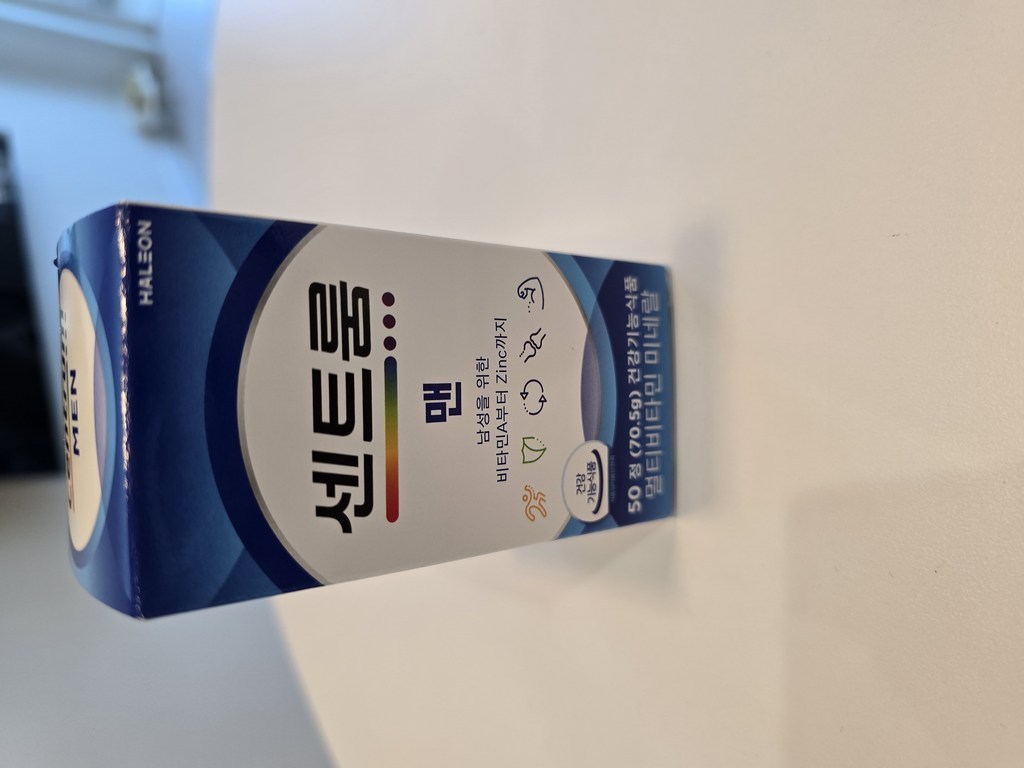 MEN
HALEON
센트룸
맨
남성을 위한
비타민A부터 Zinc까지
건강
기능식품
50 정 (70.5g) 건강기능식품
멀티비타민 미네랄